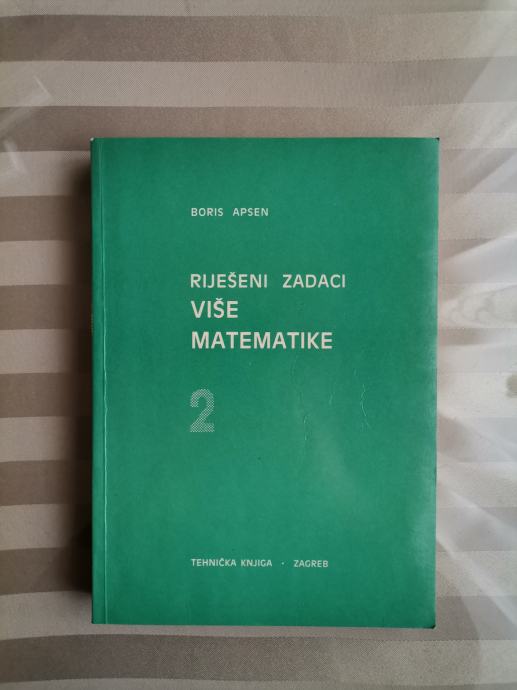 BORIS APSEN
RIJEŠENI ZADACI
VIŠE
MATEMATIKE
2
TEHNIČKA KNJIGA · ZAGREB